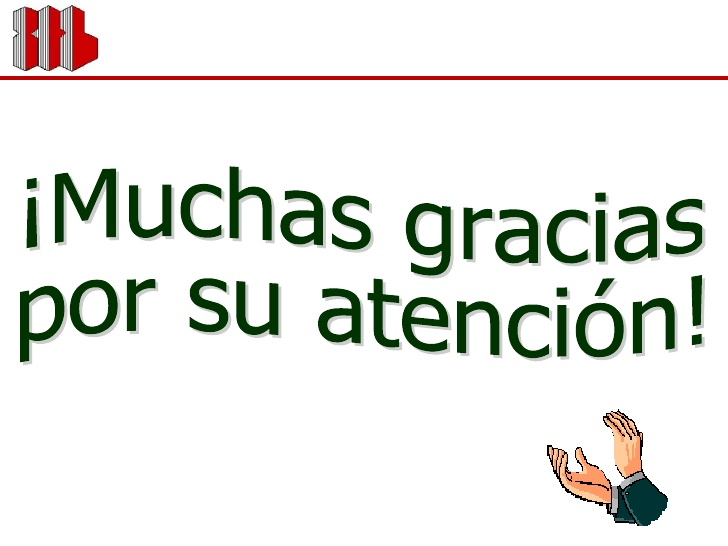 ¡Muchas gracias
por su atención!